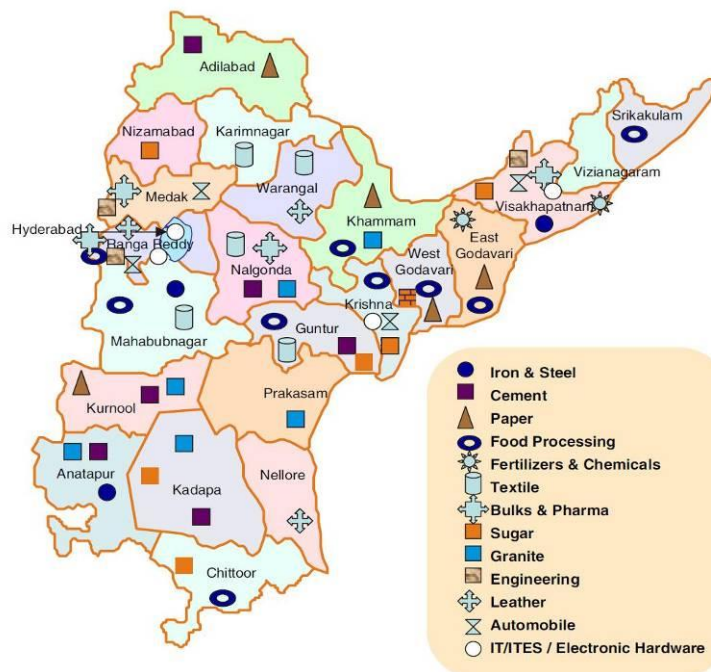 Adilabad
Srikakulam
Nizamabad
Karimnagar
Vizianagaram
Medak
Warangal
Visakhapatnam
Khammam
Hyderabad
Ranga Reddy
East
Godavari
West
Godavari
Nalgonda
Krishna
Mahabubnagar
Guntur
Kurnool
Prakasam
Anatapur
Kadapa
Nellore
Chittoor
Iron & Steel
Cement
Paper
Food Processing
Fertilizers & Chemicals
Textile
Bulks & Pharma
Sugar
Granite
Engineering
Leather
Automobile
IT/ITES / Electronic Hardware